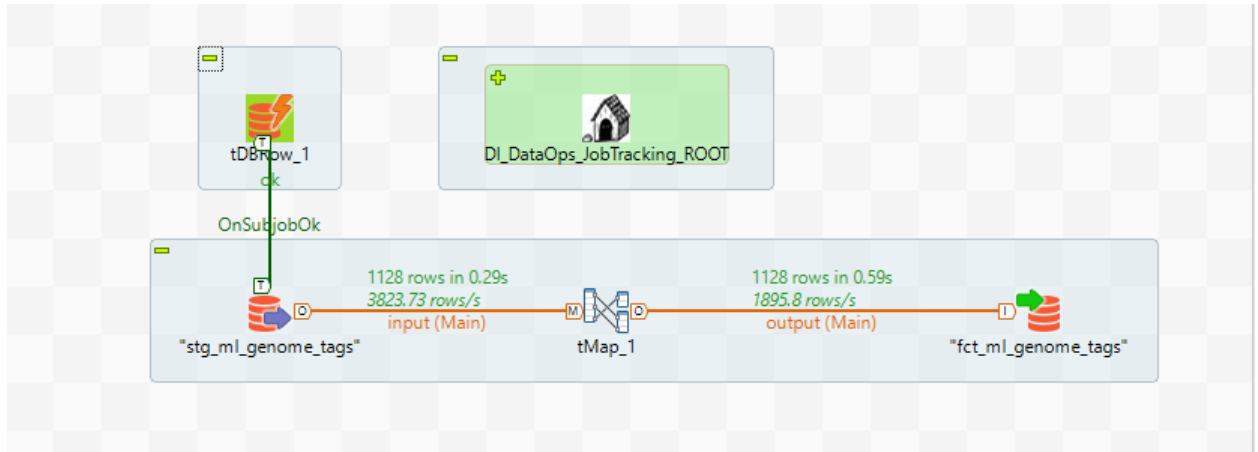 tDBRow_1
ok
DI_DataOps_JobTracking_ROOT
OnSubjobOk
T
T
1128 rows in 0.29s
3823.73 rows/s
input (Main)
O
M
O
1128 rows in 0.59s
1895.8 rows/s
output (Main)
I
"stg_ml_genome_tags"
tMap_1
"fct_ml_genome_tags"